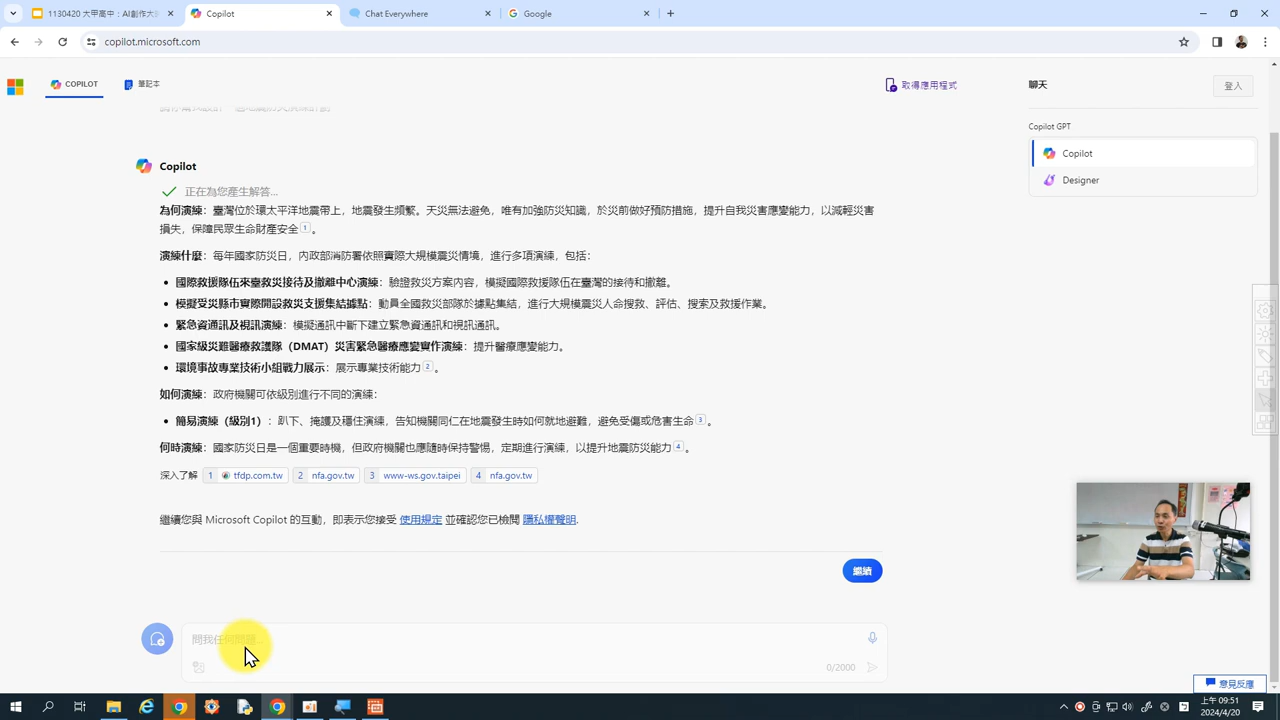 1130420 大甲高中：AI創作大
Copilot
Chat Everywhere
Google
copilot.microsoft.com
COPILOT
筆記本
取得應用程式
聊天
登入
Copilot GPT
Copilot
Designer
Copilot
正在為您產生解答...
為何演練：臺灣位於環太平洋地震帶上，地震發生頻繁。天災無法避免，唯有加強防災知識，於災前做好預防措施，提升自我災害應變能力，以減輕災害
損失，保障民眾生命財產安全 1 。
演練什麼：每年國家防災日，內政部消防署依照實際大規模震災情境，進行多項演練，包括：
• 國際救援隊伍來臺救災接待及撤離中心演練：驗證救災方案內容，模擬國際救援隊伍在臺灣的接待和撤離。
• 模擬受災縣市實際開設救災支援集結據點：動員全國救災部隊於據點集結，進行大規模震災人命搜救、評估、搜索及救援作業。
• 緊急資通訊及視訊演練：模擬通訊中斷下建立緊急資通訊和視訊通訊。
• 國家級災難醫療救護隊（DMAT）災害緊急醫療應變實作演練：提升醫療應變能力。
• 環境事故專業技術小組戰力展示：展示專業技術能力 2 。
如何演練：政府機關可依級別進行不同的演練：
• 簡易演練（級別1）：趴下、掩護及穩住演練，告知機關同仁在地震發生時如何就地避難，避免受傷或危害生命 3 。
何時演練：國家防災日是一個重要時機，但政府機關也應隨時保持警惕，定期進行演練，以提升地震防災能力 4 。
深入了解 1 tfdp.com.tw 2 nfa.gov.tw 3 www-ws.gov.taipei 4 nfa.gov.tw
繼續您與 Microsoft Copilot 的互動，即表示您接受 使用規定 並確認您已檢閱 隱私權聲明.
繼續
問我任何問題...
0/2000
意見反應
上午 09:51
2024/4/20